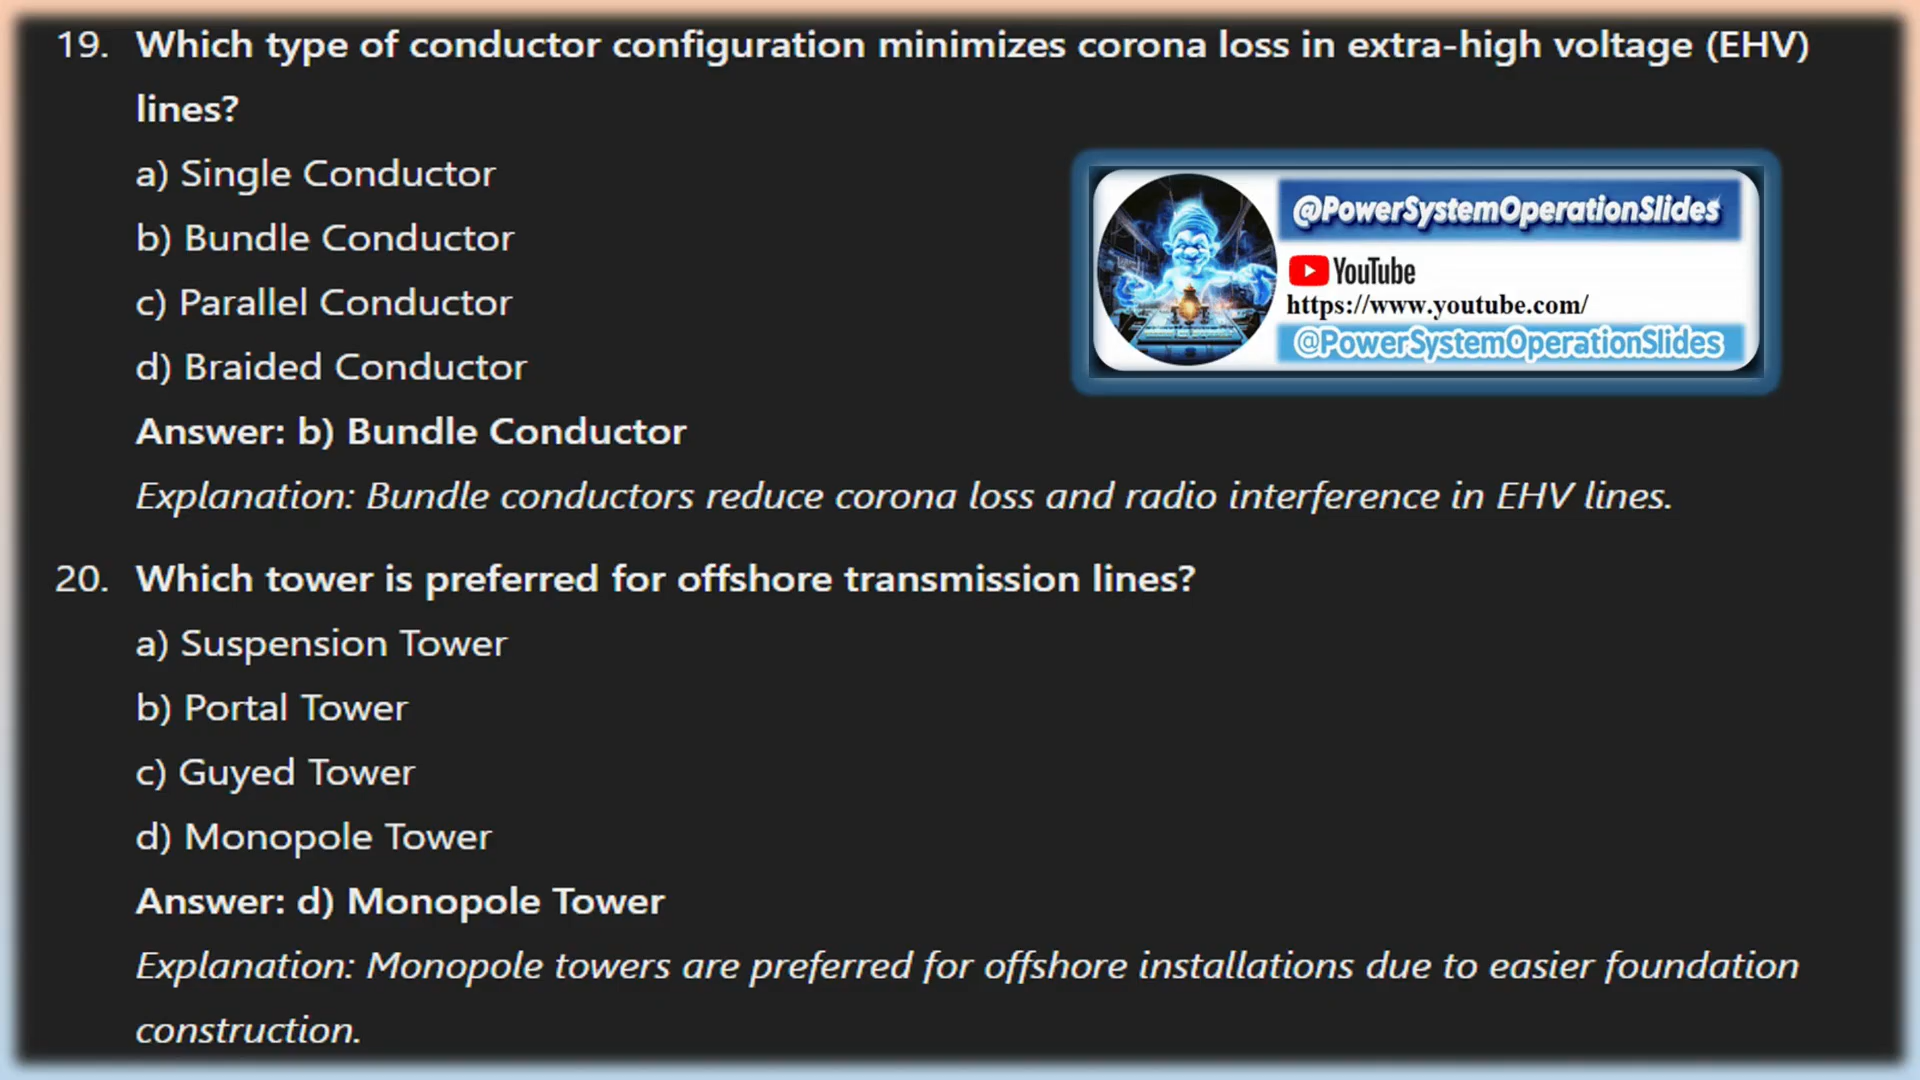 19. Which type of conductor configuration minimizes corona loss in extra-high voltage (EHV)
lines?
a) Single Conductor
b) Bundle Conductor
c) Parallel Conductor
d) Braided Conductor
Answer: b) Bundle Conductor
Explanation: Bundle conductors reduce corona loss and radio interference in EHV lines.
@PowerSystemOperationSlides
YouTube
https://www.youtube.com/
@PowerSystemOperationSlides
20. Which tower is preferred for offshore transmission lines?
a) Suspension Tower
b) Portal Tower
c) Guyed Tower
d) Monopole Tower
Answer: d) Monopole Tower
Explanation: Monopole towers are preferred for offshore installations due to easier foundation
construction.